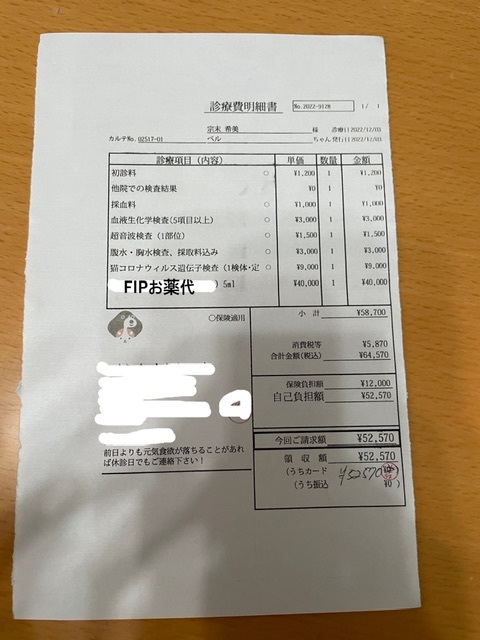 診療費明細書 No.2022-9128 1/ 1
宗末 希美 様 診療日2022/12/03
カルテNo. 02517-01 ベル ちゃん 発行日2022/12/03
診療項目 (内容) 単価 数量 金額
初診料 ○ ¥1,200 1 ¥1,200
他院での検査結果 ¥0 1 ¥0
採血料 ○ ¥1,000 1 ¥1,000
血液生化学検査(5項目以上) ○ ¥3,000 1 ¥3,000
超音波検査 (1部位) ○ ¥1,500 1 ¥1,500
腹水・胸水検査、採取料込み ○ ¥3,000 1 ¥3,000
猫コロナウィルス遺伝子検査 (1検体・定 ○ ¥9,000 1 ¥9,000
FIPお薬代 ) 5ml ¥40,000 1 ¥40,000
○保険適用
小 計 ¥58,700
消費税等 ¥5,870
合計金額(税込) ¥64,570
保険負担額 ¥12,000
自己負担額 ¥52,570
今回ご請求額 ¥52,570
領 収 額 ¥52,570
(うちカード ¥52570
(うち振込 ¥0 )
前日よりも元気食欲が落ちることがあれ
ば休診日でもご連絡下さい！